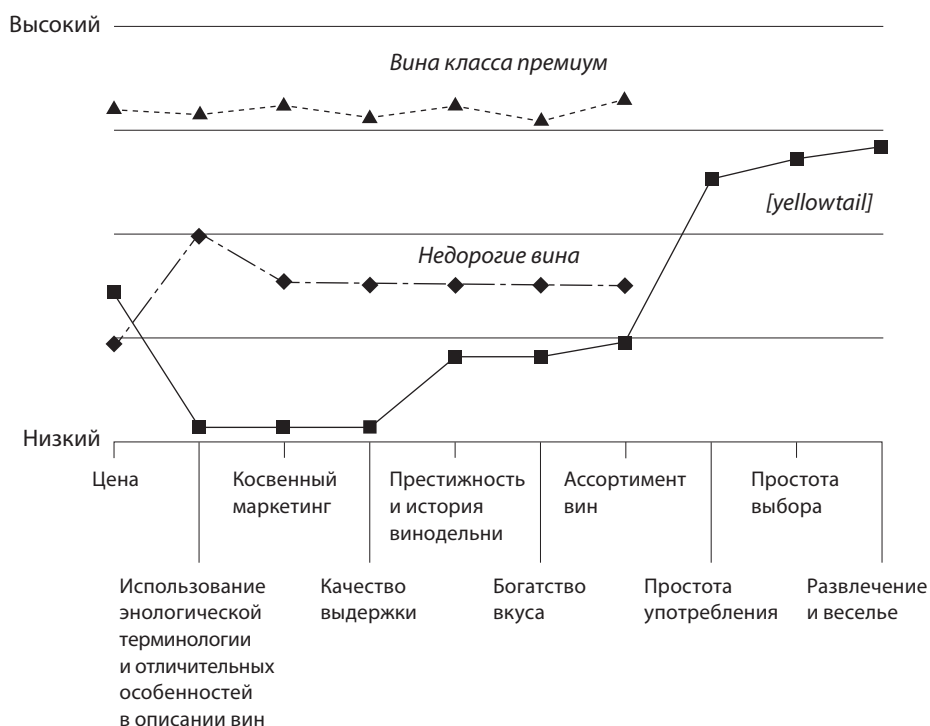 Высокий
Вина класса премиум
[yellowtail]
Недорогие вина
Низкий
Цена
Косвенный
маркетинг
Престижность
и история
винодельни
Ассортимент
вин
Простота
выбора
Использование
энологической
терминологии
и отличительных
особенностей
в описании вин
Качество
выдержки
Богатство
вкуса
Простота
употребления
Развлечение
и веселье